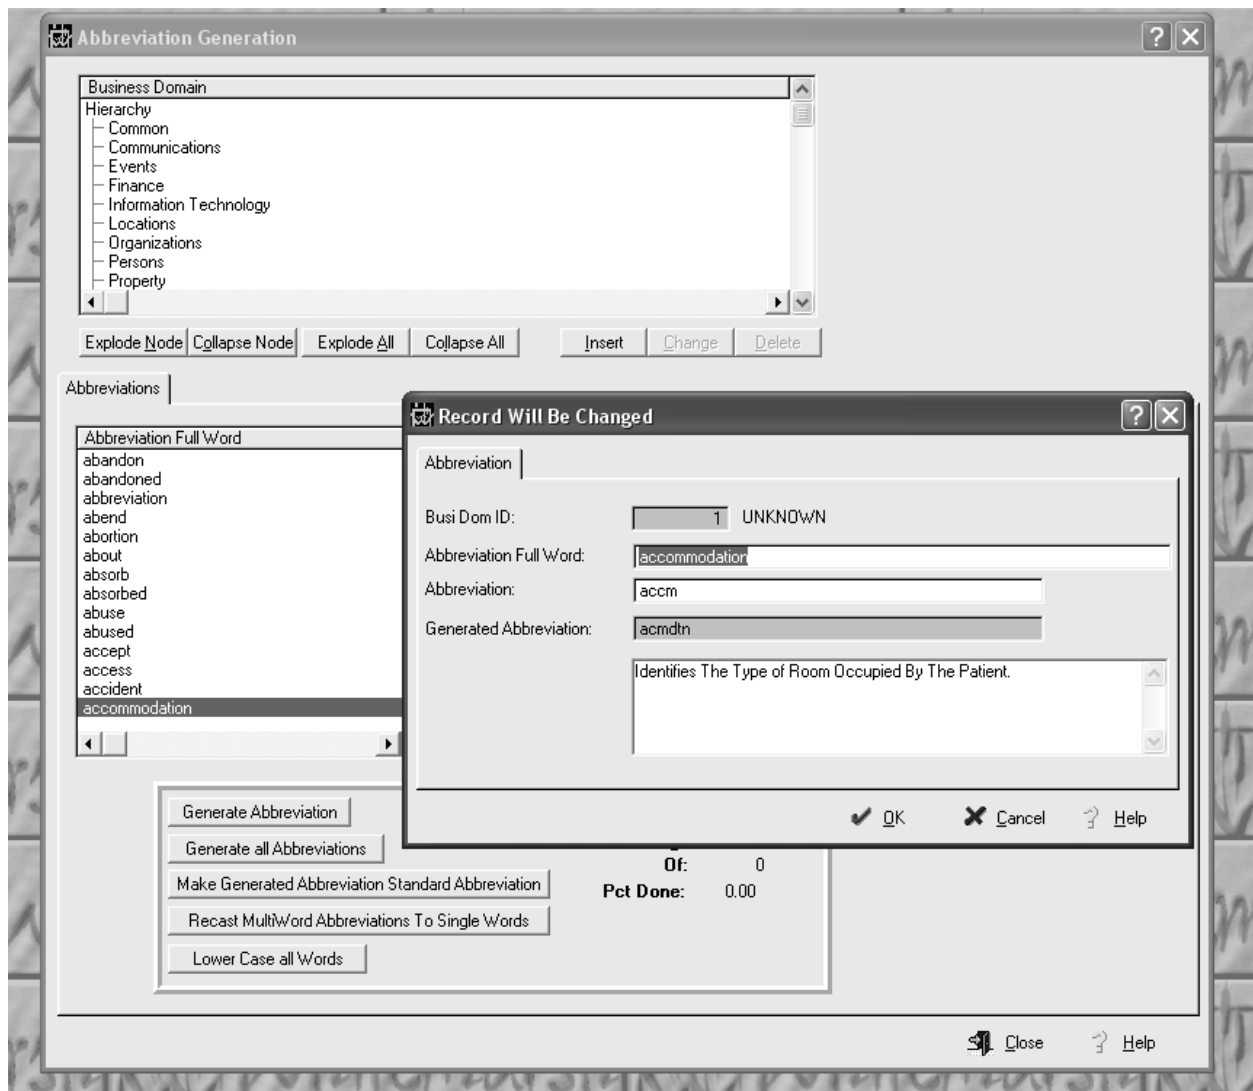 Abbreviation Generation
Business Domain
Hierarchy
Common
Communications
Events
Finance
Information Technology
Locations
Organizations
Persons
Property
Explode Node Collapse Node Explode All Collapse All Insert Change Delete
Abbreviations
Abbreviation Full Word
abandon
abandoned
abbreviation
abend
abortion
about
absorb
absorbed
abuse
abused
accept
access
accident
accommodation
Record Will Be Changed
Abbreviation
Busi Dom ID: 1 UNKNOWN
Abbreviation Full Word: accommodation
Abbreviation: accm
Generated Abbreviation: acmdtn
Identifies The Type of Room Occupied By The Patient.
OK Cancel Help
Generate Abbreviation
Generate all Abbreviations
Of: 0
Make Generated Abbreviation Standard Abbreviation
Pct Done: 0.00
Recast MultiWord Abbreviations To Single Words
Lower Case all Words
Close Help